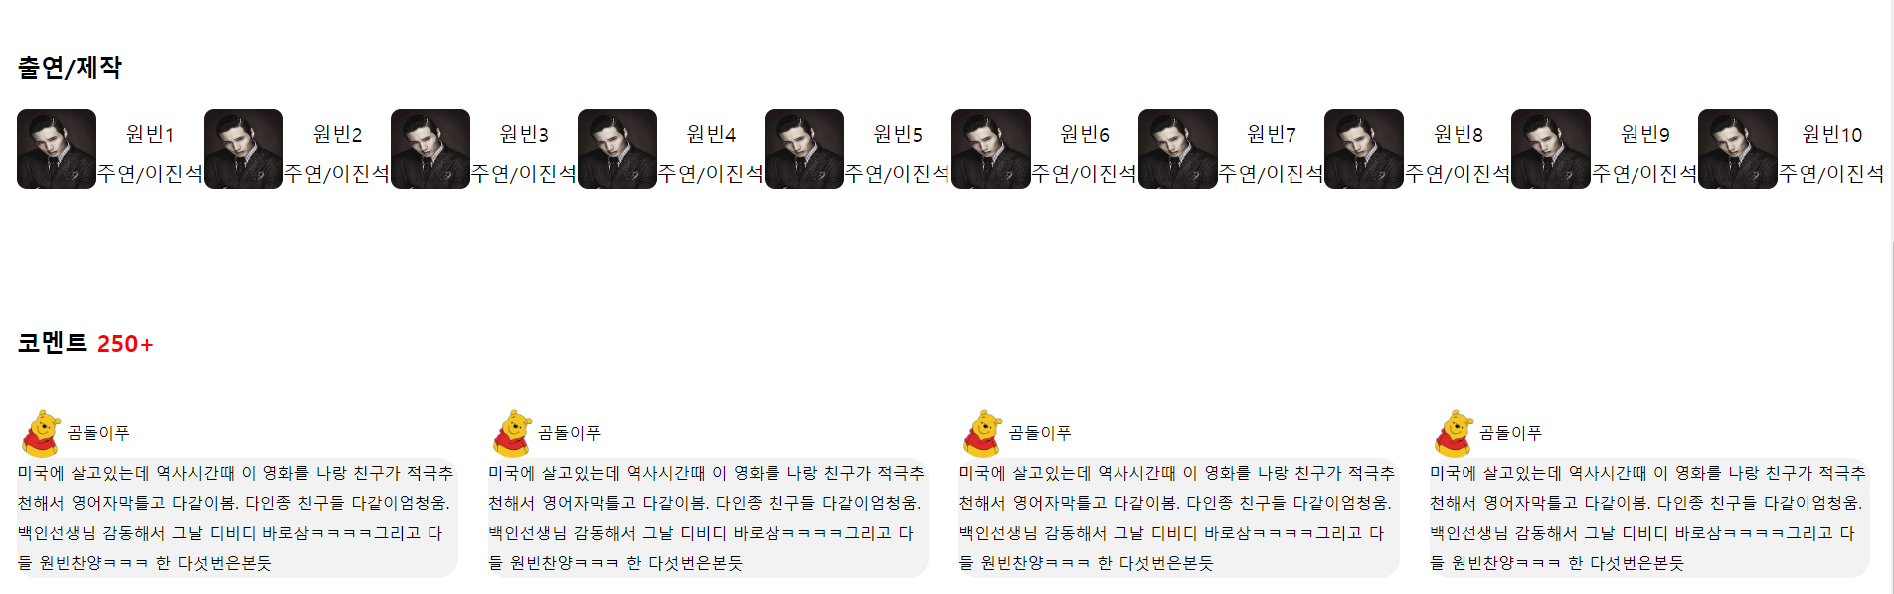 출연/제작
원빈1 원빈2 원빈3 원빈4 원빈5 원빈6 원빈7 원빈8 원빈9 원빈10
주연/이진석 주연/이진석 주연/이진석 주연/이진석 주연/이진석 주연/이진석 주연/이진석 주연/이진석 주연/이진석 주연/이진석
코멘트 250+
곰돌이푸
미국에 살고있는데 역사시간때 이 영화를 나랑 친구가 적극추
천해서 영어자막틀고 다같이봄. 다인종 친구들 다같이엄청움.
백인선생님 감동해서 그날 디비디 바로삼ㅋㅋㅋㅋ그리고 다
들 원빈찬양ㅋㅋㅋ 한 다섯번은본듯
곰돌이푸
미국에 살고있는데 역사시간때 이 영화를 나랑 친구가 적극추
천해서 영어자막틀고 다같이봄. 다인종 친구들 다같이엄청움.
백인선생님 감동해서 그날 디비디 바로삼ㅋㅋㅋㅋ그리고 다
들 원빈찬양ㅋㅋㅋ 한 다섯번은본듯
곰돌이푸
미국에 살고있는데 역사시간때 이 영화를 나랑 친구가 적극추
천해서 영어자막틀고 다같이봄. 다인종 친구들 다같이엄청움.
백인선생님 감동해서 그날 디비디 바로삼ㅋㅋㅋㅋ그리고 다
들 원빈찬양ㅋㅋㅋ 한 다섯번은본듯
곰돌이푸
미국에 살고있는데 역사시간때 이 영화를 나랑 친구가 적극추
천해서 영어자막틀고 다같이봄. 다인종 친구들 다같이엄청움.
백인선생님 감동해서 그날 디비디 바로삼ㅋㅋㅋㅋ그리고 다
들 원빈찬양ㅋㅋㅋ 한 다섯번은본듯